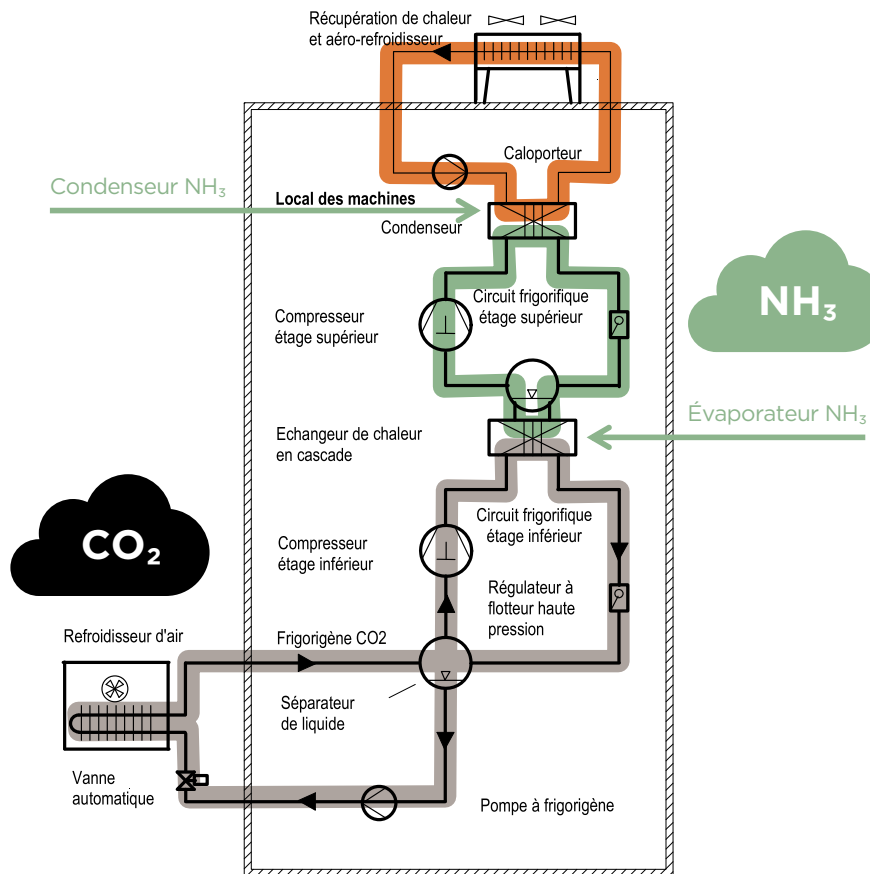 Récupération de chaleur
et aéro-refroidisseur
Caloporteur
Condenseur NH₃
Local des machines
Condenseur
Circuit frigorifique
étage supérieur
Compresseur
étage supérieur
NH₃
Évaporateur NH₃
Echangeur de chaleur
en cascade
CO₂
Circuit frigorifique
étage inférieur
Compresseur
étage inférieur
Régulateur à
flotteur haute
pression
Refroidisseur d'air
Frigorigène CO2
Séparateur
de liquide
Vanne
automatique
Pompe à frigorigène